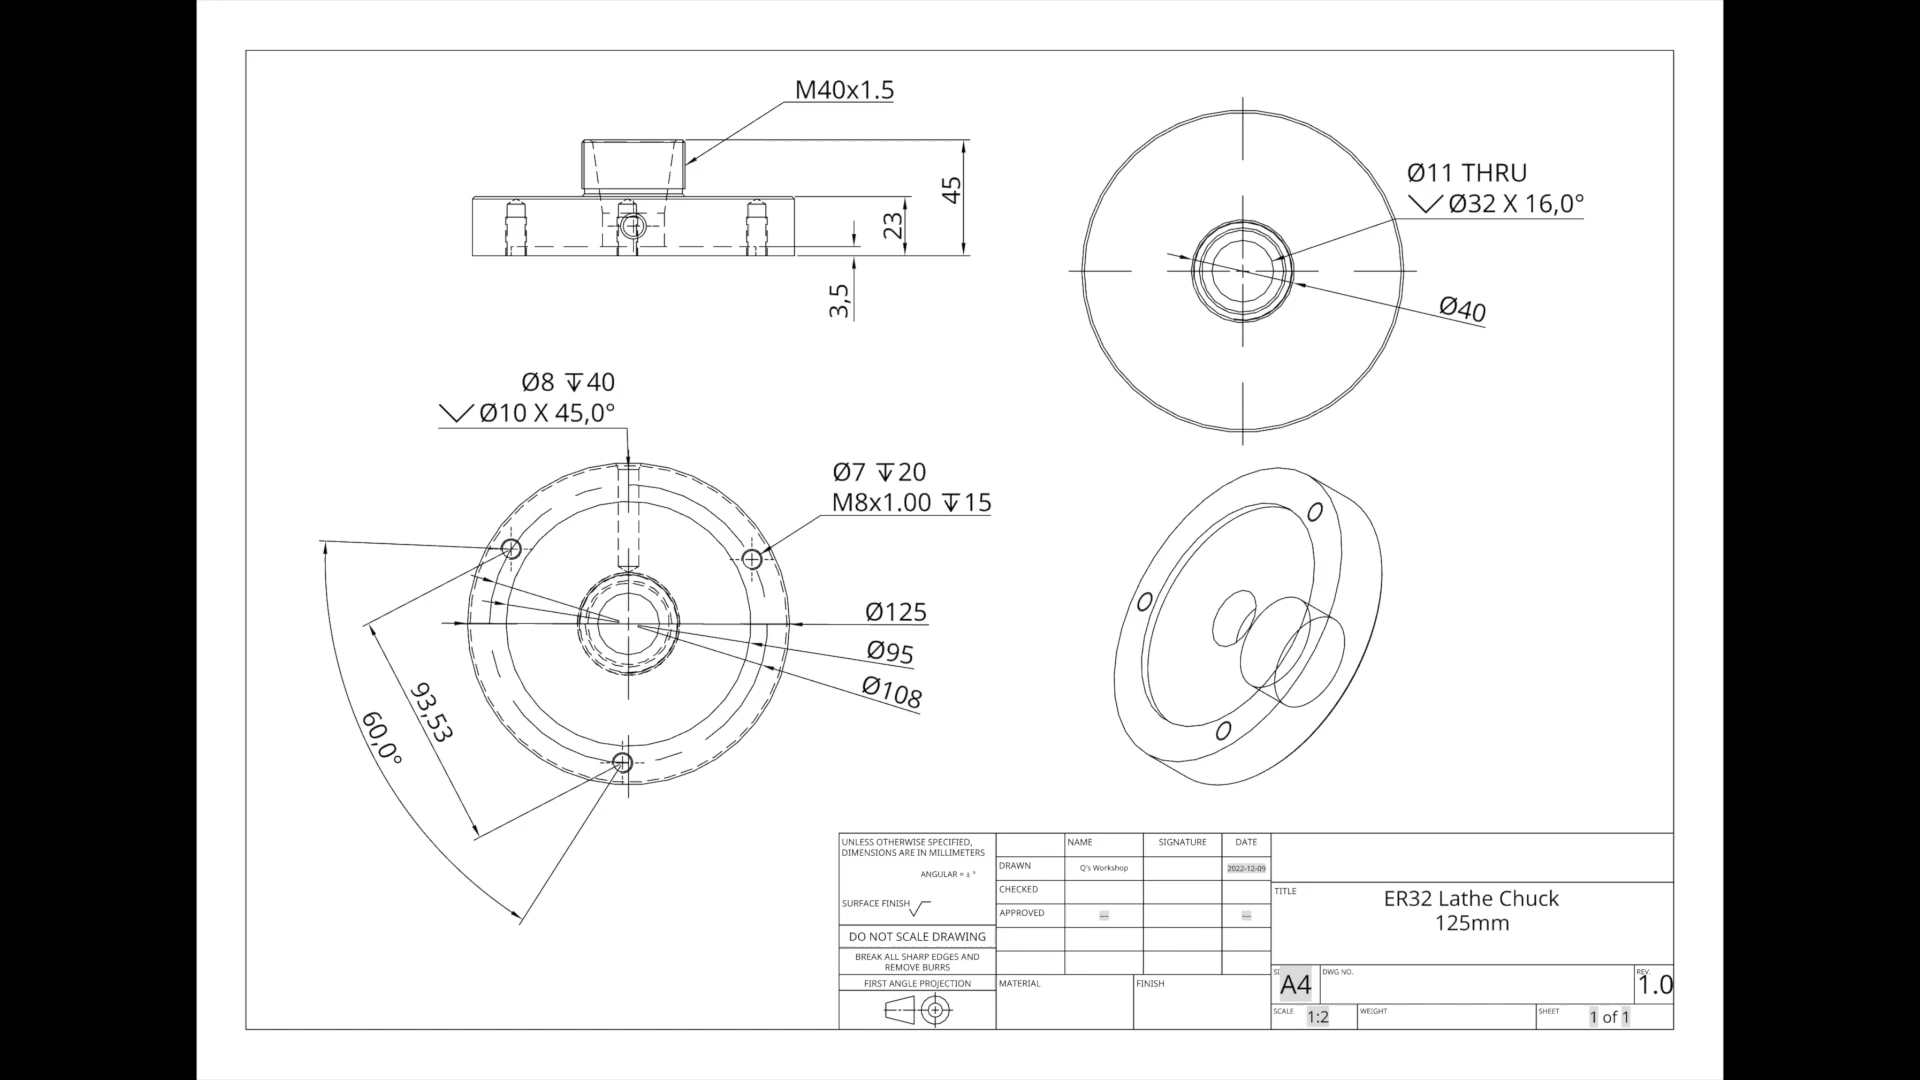 M40x1.5
45
23
3,5
Ø11 THRU
⌵ Ø32 X 16,0°
Ø40
Ø8 ↧40
⌵ Ø10 X 45,0°
Ø7 ↧20
M8x1.00 ↧15
Ø125
Ø95
Ø108
93,53
60,0°
UNLESS OTHERWISE SPECIFIED,
DIMENSIONS ARE IN MILLIMETERS
ANGULAR = ± °
SURFACE FINISH √
DO NOT SCALE DRAWING
BREAK ALL SHARP EDGES AND
REMOVE BURRS
FIRST ANGLE PROJECTION
NAME SIGNATURE DATE
DRAWN Q's Workshop 2022-12-09
CHECKED
APPROVED
MATERIAL FINISH
TITLE
ER32 Lathe Chuck
125mm
A4
DWG NO.
REV.
1.0
SCALE 1:2
WEIGHT
SHEET 1 of 1